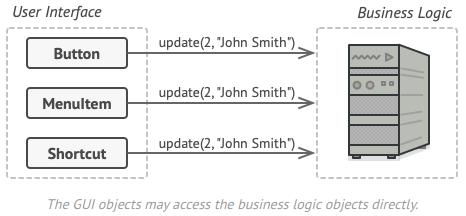 User Interface
Business Logic
Button
update(2, "John Smith")
MenuItem
update(2, "John Smith")
Shortcut
update(2, "John Smith")
The GUI objects may access the business logic objects directly.